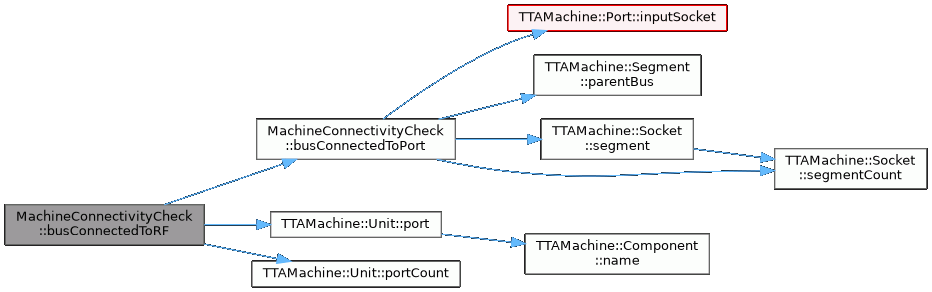 TTAMachine::Port::inputSocket
TTAMachine::Segment
::parentBus
MachineConnectivityCheck
::busConnectedToPort
TTAMachine::Socket
::segment
TTAMachine::Socket
::segmentCount
MachineConnectivityCheck
::busConnectedToRF
TTAMachine::Unit::port
TTAMachine::Component
::name
TTAMachine::Unit::portCount